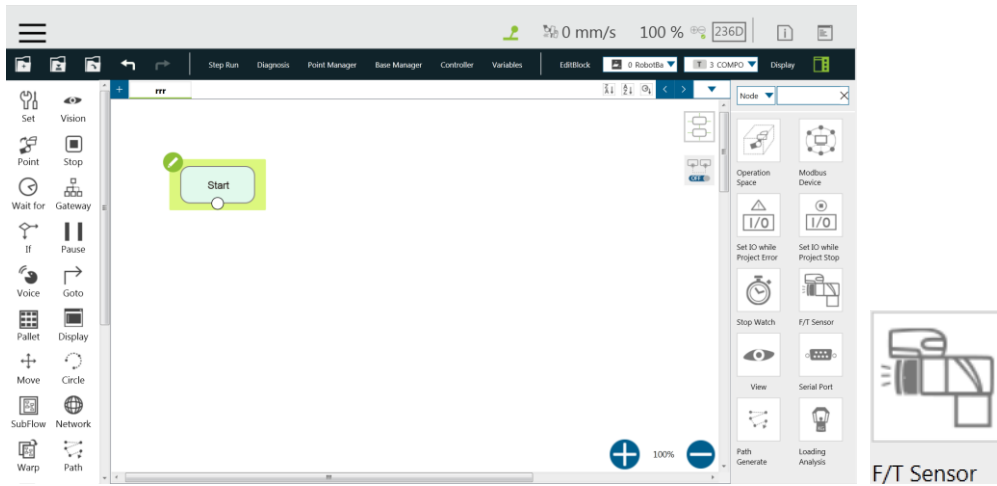 0 mm/s 100 % 236D
Step Run Diagnosis Point Manager Base Manager Controller Variables EditBlock 0 RobotBa T 3 COMPO Display
+ rrr
Node
Set Vision
Point Stop
Wait for Gateway
If Pause
Voice Goto
Pallet Display
Move Circle
SubFlow Network
Warp Path
Start
OFF
100%
Operation
Space
Modbus
Device
I/O
Set IO while
Project Error
I/O
Set IO while
Project Stop
Stop Watch
F/T Sensor
View
Serial Port
Path
Generate
Loading
Analysis
F/T Sensor